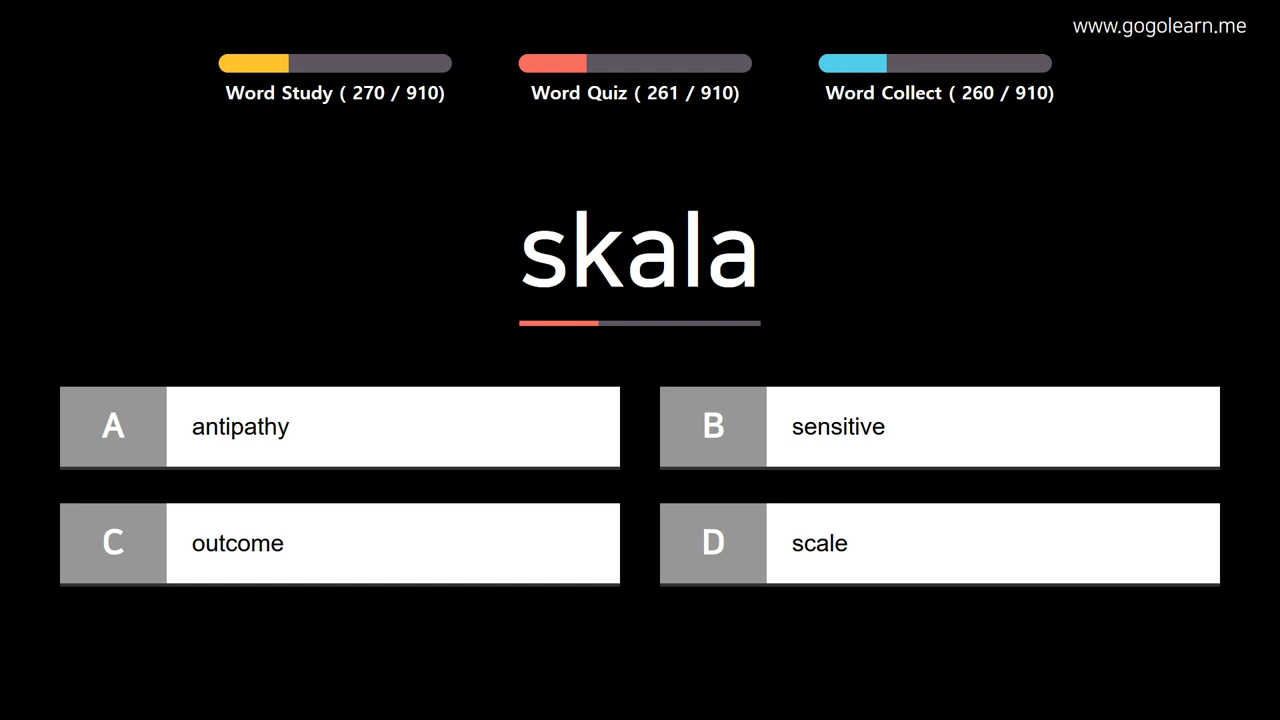 www.gogolearn.me
Word Study ( 270 / 910)
Word Quiz ( 261 / 910)
Word Collect ( 260 / 910)
skala
A antipathy
B sensitive
C outcome
D scale